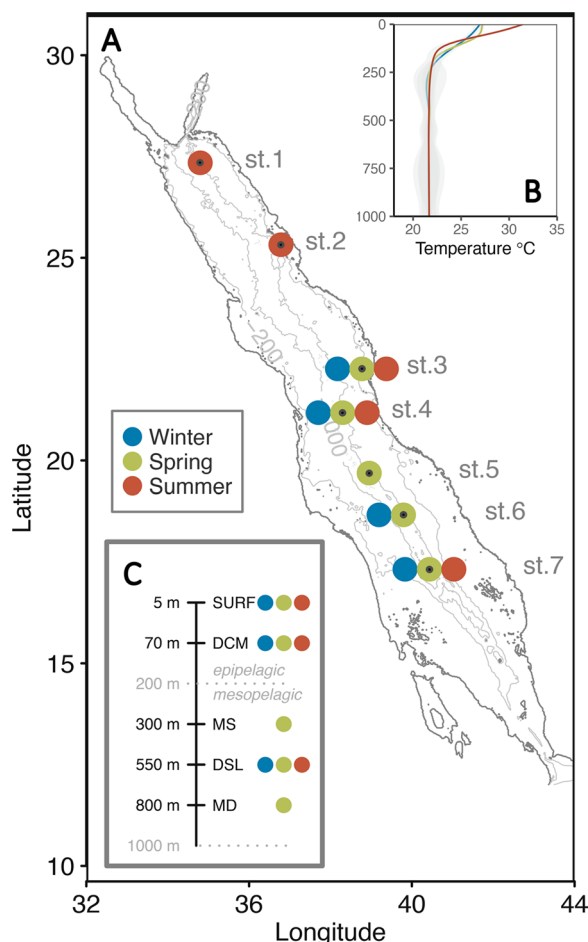 A
30
25
20
15
10
32
36
40
44
Latitude
Longitude
st.1
st.2
st.3
st.4
st.5
st.6
st.7
-200
000
Winter
Spring
Summer
B
0
250
500
750
1000
20
25
30
35
Temperature °C
C
5 m SURF
70 m DCM
epipelagic
200 m
mesopelagic
300 m MS
550 m DSL
800 m MD
1000 m